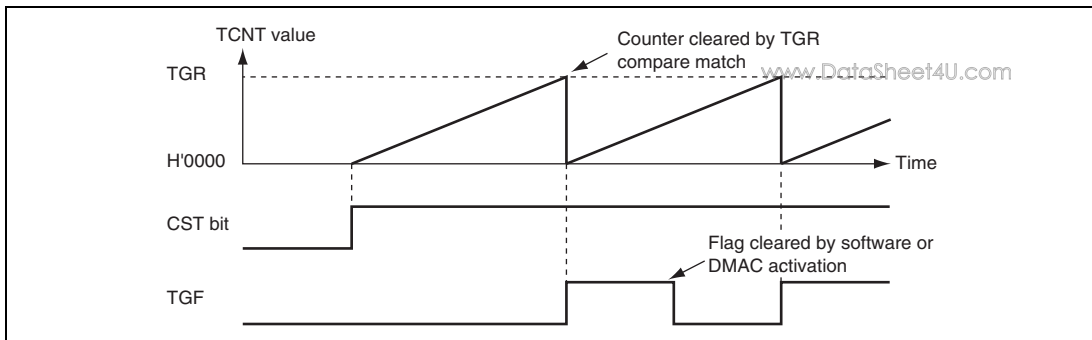 TCNT value
Counter cleared by TGR
compare match
www.DataSheet4U.com
TGR
H'0000
Time
CST bit
Flag cleared by software or
DMAC activation
TGF